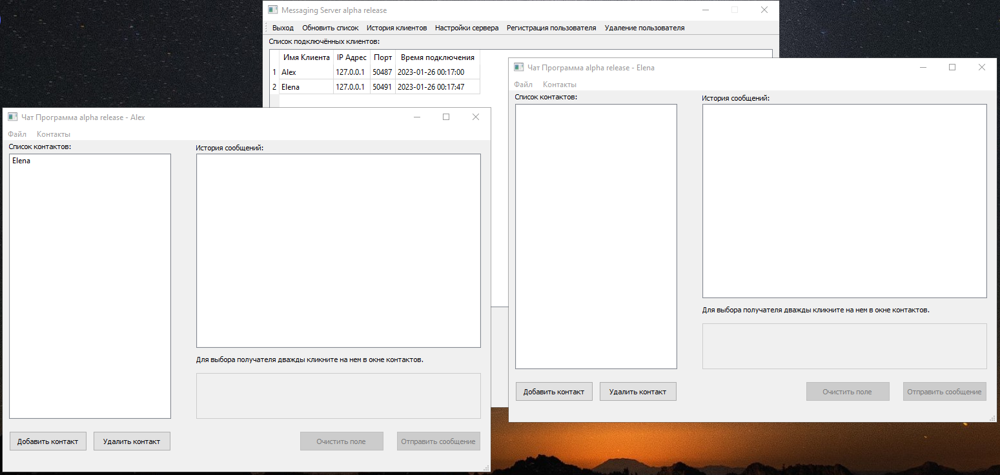 Messaging Server alpha release
Выход Обновить список История клиентов Настройки сервера Регистрация пользователя Удаление пользователя
Список подключённых клиентов:
Имя Клиента IP Адрес Порт Время подключения
1 Alex 127.0.0.1 50487 2023-01-26 00:17:00
2 Elena 127.0.0.1 50491 2023-01-26 00:17:47
Чат Программа alpha release - Alex
Файл Контакты
Список контактов: История сообщений:
Elena
Для выбора получателя дважды кликните на нем в окне контактов.
Добавить контакт Удалить контакт Очистить поле Отправить сообщение
Чат Программа alpha release - Elena
Файл Контакты
Список контактов: История сообщений:
Для выбора получателя дважды кликните на нем в окне контактов.
Добавить контакт Удалить контакт Очистить поле Отправить сообщение